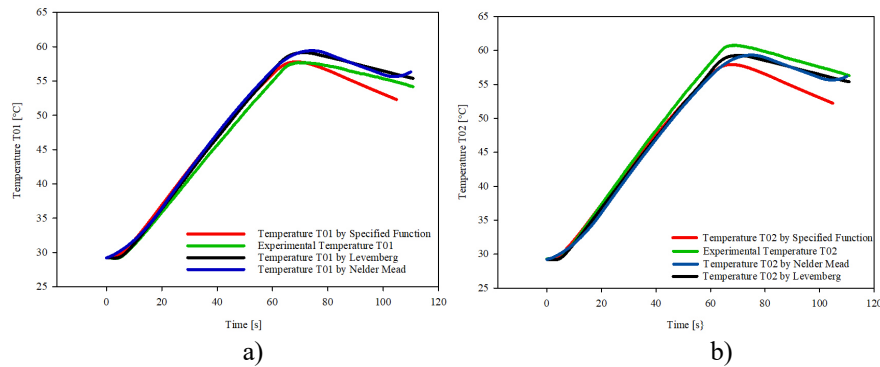 60
55
50
45
40
35
30
25
Temperature T01 [°C]
Temperature T01 by Specified Function
Experimental Temperature T01
Temperature T01 by Levemberg
Temperature T01 by Nelder Mead
0 20 40 60 80 100 120
Time [s]
a)
65
60
55
50
45
40
35
30
25
Temperature T02 [°C]
Temperature T02 by Specified Function
Experimental Temperature T02
Temperature T02 by Nelder Mead
Temperature T02 by Levemberg
0 20 40 60 80 100 120
Time [s}
b)